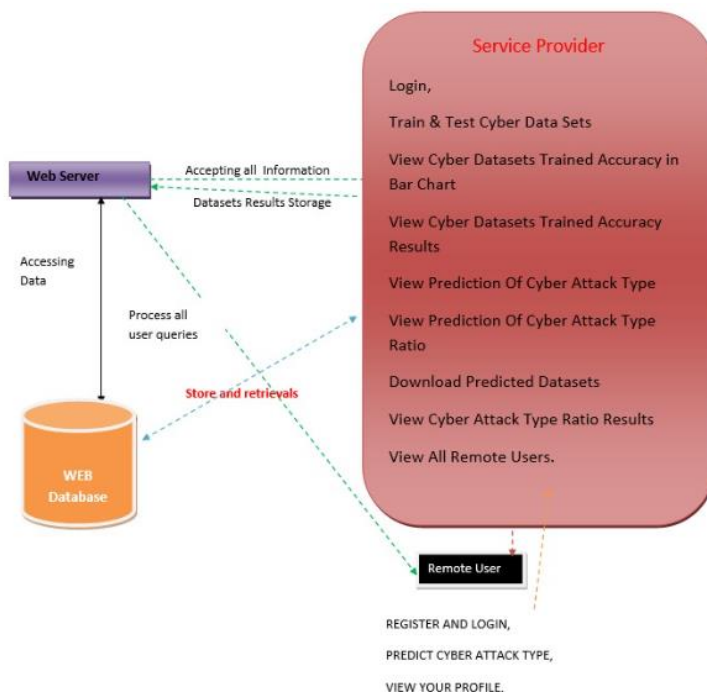 Service Provider
Login,
Train & Test Cyber Data Sets
View Cyber Datasets Trained Accuracy in
Bar Chart
View Cyber Datasets Trained Accuracy
Results
View Prediction Of Cyber Attack Type
View Prediction Of Cyber Attack Type
Ratio
Download Predicted Datasets
View Cyber Attack Type Ratio Results
View All Remote Users.
Web Server
Accepting all Information
Datasets Results Storage
Accessing
Data
Process all
user queries
Store and retrievals
WEB
Database
Remote User
REGISTER AND LOGIN,
PREDICT CYBER ATTACK TYPE,
VIEW YOUR PROFILE.